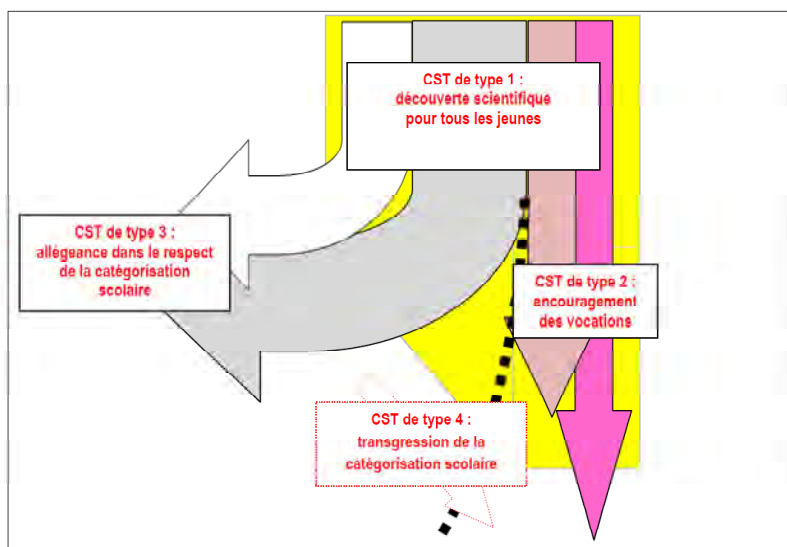 CST de type 1 :
découverte scientifique
pour tous les jeunes
CST de type 3 :
allégeance dans le respect
de la catégorisation
scolaire
CST de type 2 :
encouragement
des vocations
CST de type 4 :
transgression de la
catégorisation scolaire